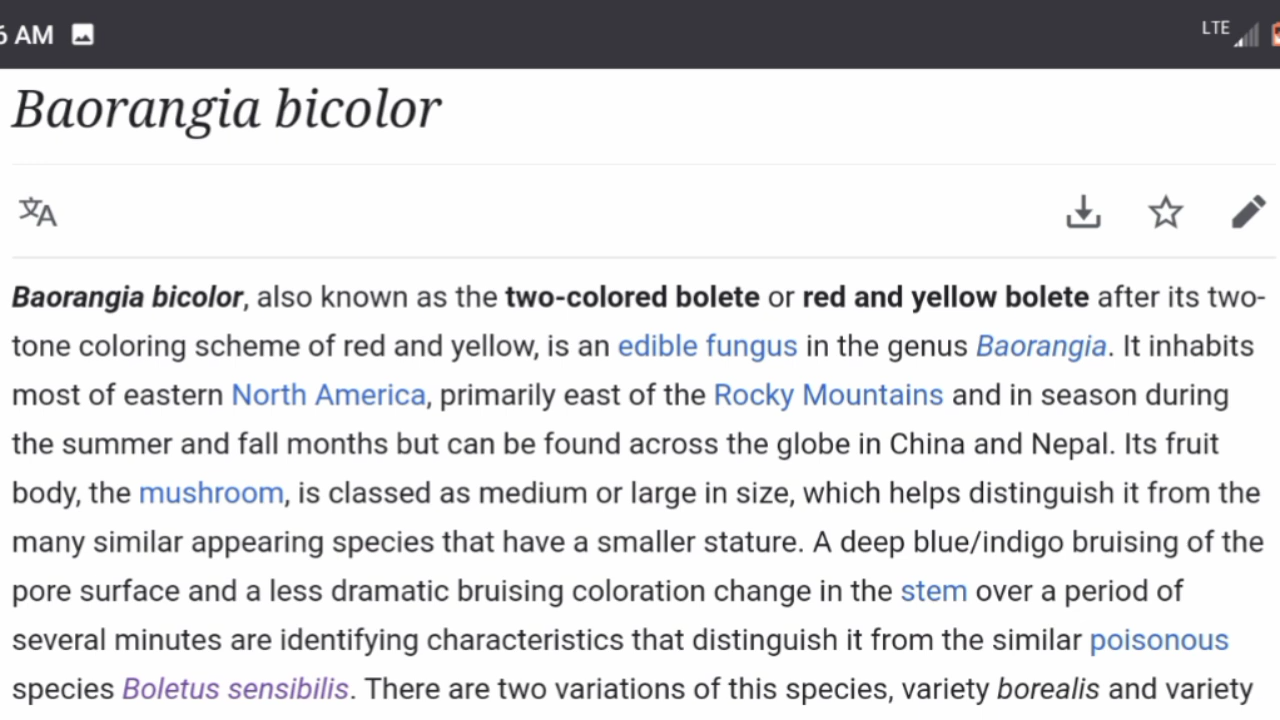 6 AM
LTE
Baorangia bicolor
文A
Baorangia bicolor, also known as the two-colored bolete or red and yellow bolete after its two-
tone coloring scheme of red and yellow, is an edible fungus in the genus Baorangia. It inhabits
most of eastern North America, primarily east of the Rocky Mountains and in season during
the summer and fall months but can be found across the globe in China and Nepal. Its fruit
body, the mushroom, is classed as medium or large in size, which helps distinguish it from the
many similar appearing species that have a smaller stature. A deep blue/indigo bruising of the
pore surface and a less dramatic bruising coloration change in the stem over a period of
several minutes are identifying characteristics that distinguish it from the similar poisonous
species Boletus sensibilis. There are two variations of this species, variety borealis and variety